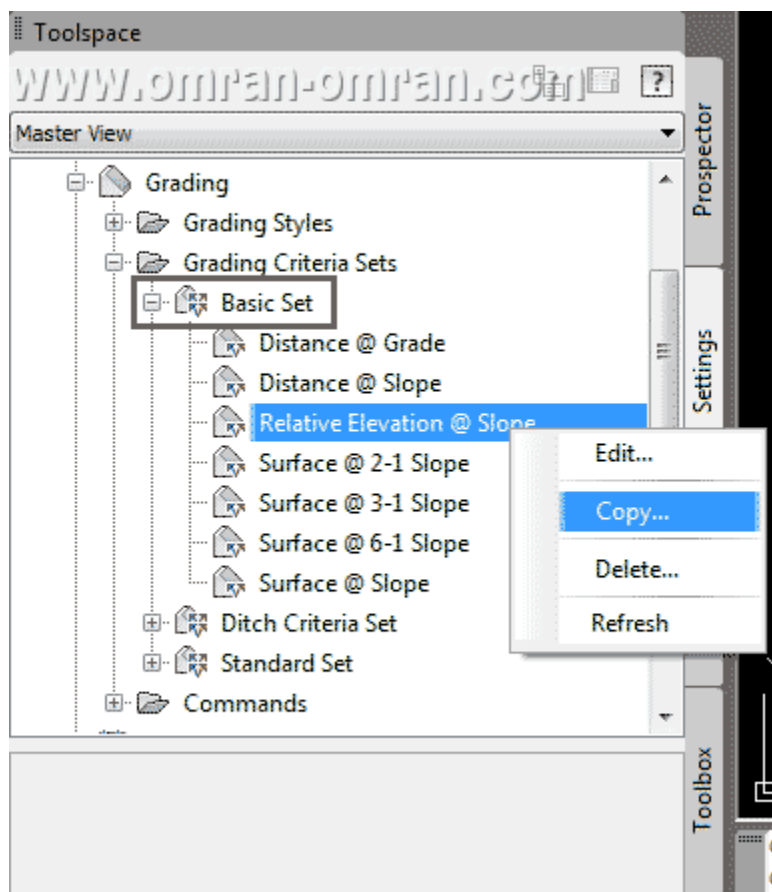 Toolspace
www.omran-omran.com
?
Master View
Grading
Grading Styles
Grading Criteria Sets
Basic Set
Distance @ Grade
Distance @ Slope
Relative Elevation @ Slope
Surface @ 2-1 Slope
Surface @ 3-1 Slope
Surface @ 6-1 Slope
Surface @ Slope
Ditch Criteria Set
Standard Set
Commands
Edit...
Copy...
Delete...
Refresh
Prospector
Settings
Toolbox